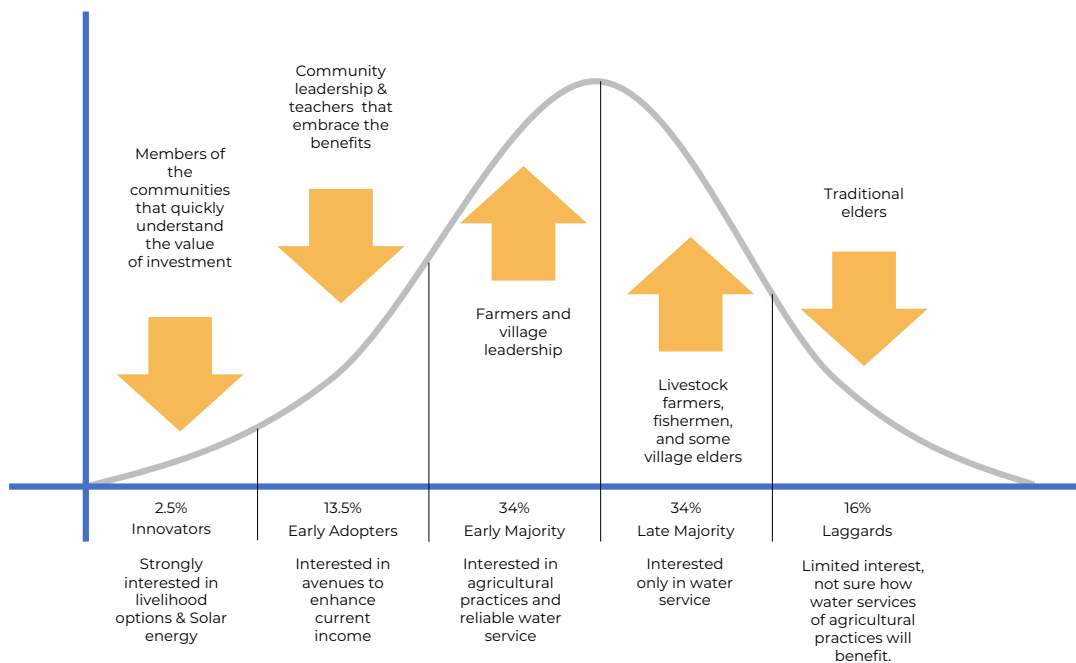 Members of
the
communities
that quickly
understand
the value
of investment
Community
leadership &
teachers that
embrace the
benefits
Farmers and
village
leadership
Livestock
farmers,
fishermen,
and some
village elders
Traditional
elders
2.5%
Innovators
Strongly
interested in
livelihood
options & Solar
energy
13.5%
Early Adopters
Interested in
avenues to
enhance
current
income
34%
Early Majority
Interested in
agricultural
practices and
reliable water
service
34%
Late Majority
Interested
only in water
service
16%
Laggards
Limited interest,
not sure how
water services
of agricultural
practices will
benefit.